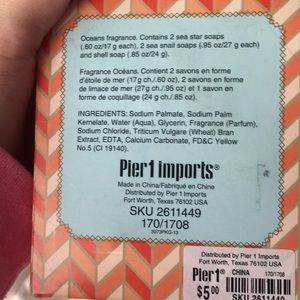 Oceans fragrance. Contains 2 sea star soaps
(.60 oz/17 g each), 2 sea snail soaps (.95 oz/27 g each)
and shell soap (.85 oz/24 g).
Fragrance Océans. Contient 2 savons en forme
d'étoile de mer (17g ch./.60 oz), 2 savons en forme
de limace de mer (27g ch./.95 oz) et 1 savon
en forme de coquillage (24 g ch./.85 oz).
INGREDIENTS: Sodium Palmate, Sodium Palm
Kernelate, Water (Aqua), Glycerin, Fragrance (Parfum),
Sodium Chloride, Triticum Vulgare (Wheat) Bran
Extract, EDTA, Calcium Carbonate, FD&C Yellow
No.5 (CI 19140).
Pier1 imports®
Made in China/Fabriqué en Chine
Distributed by Pier 1 Imports
Fort Worth, Texas 76102 USA
SKU 2611449
170/1708
3073PKG-13
Distributed by Pier 1 Imports
Fort Worth, Texas 76102 USA
Pier1® CHINA 170/1708
$5.00 SKU 2611449